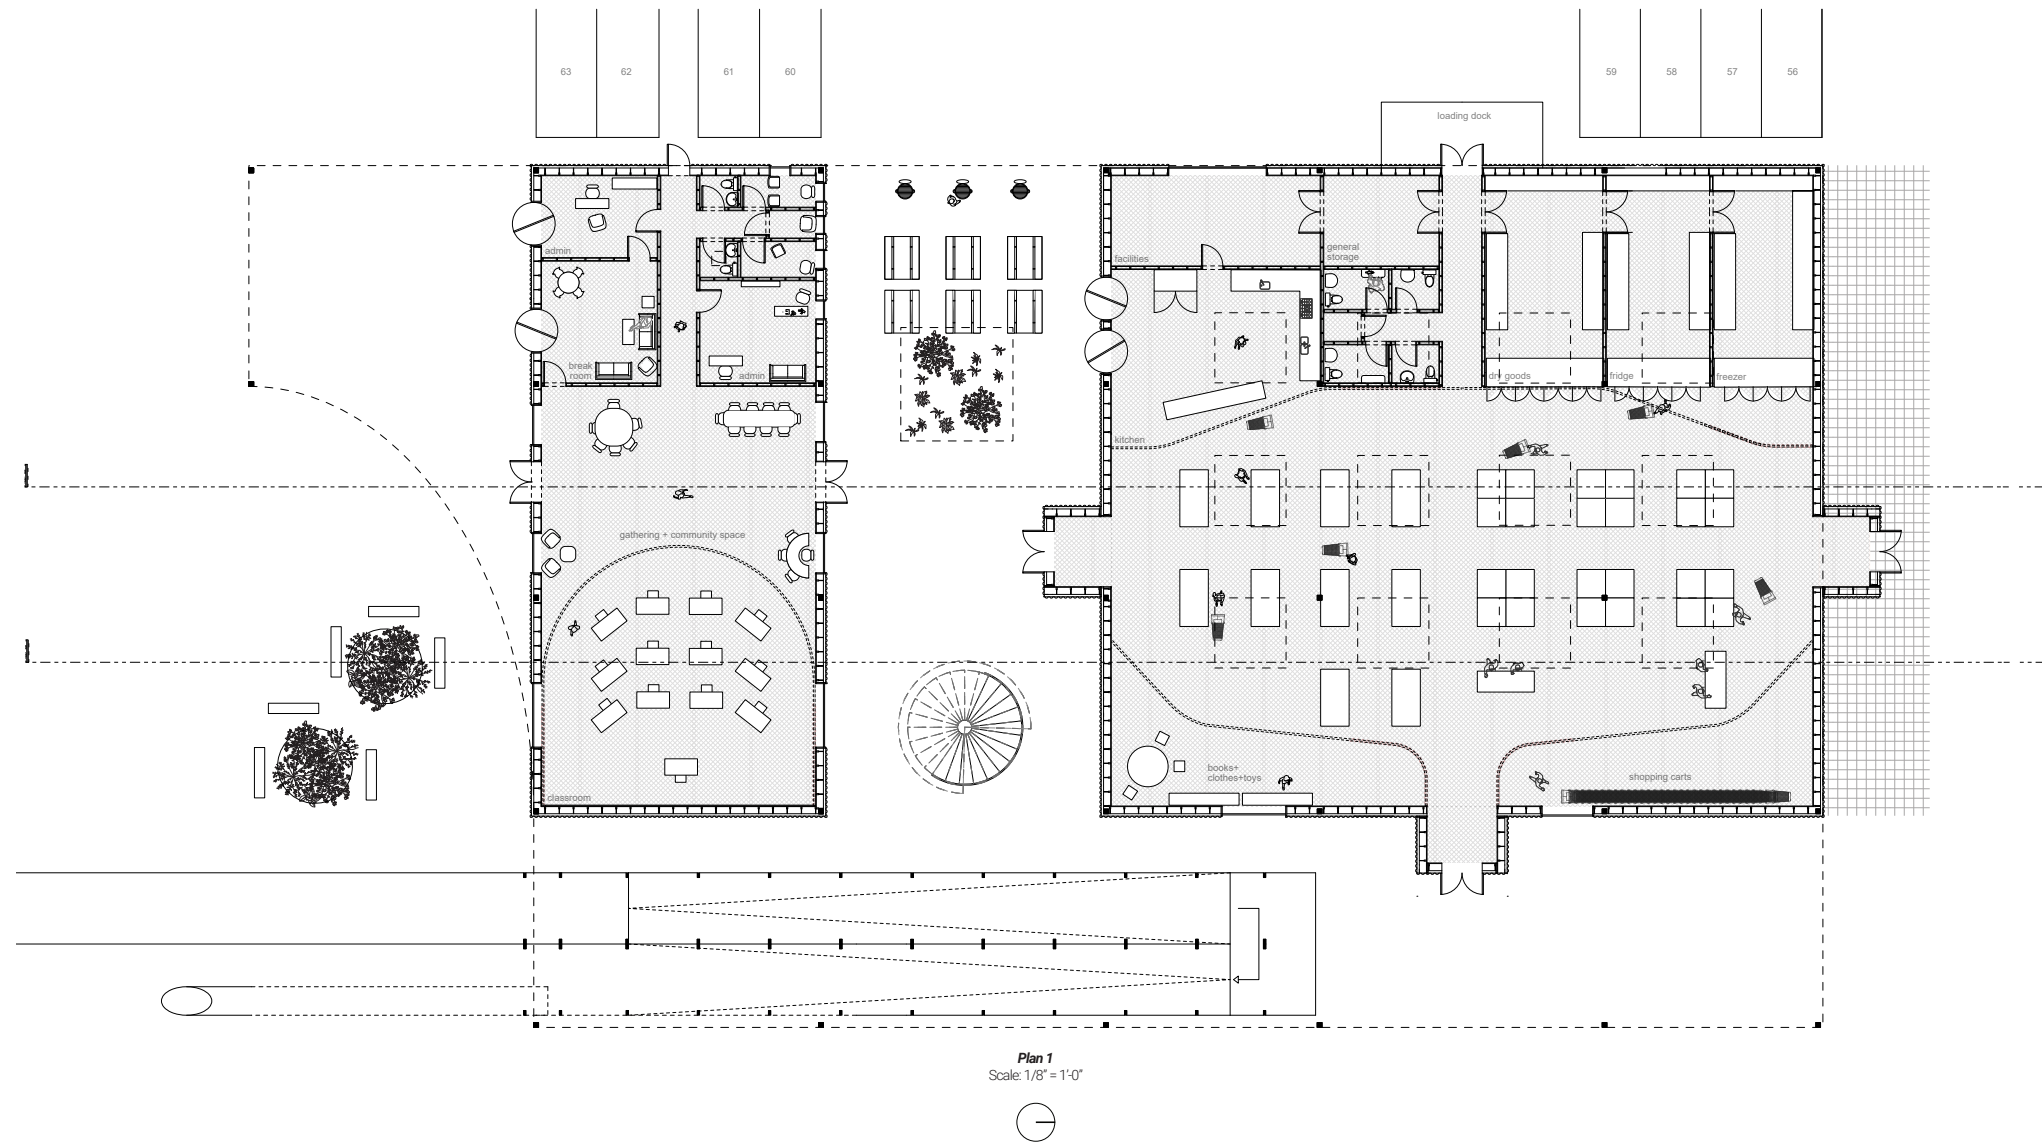 63
62
61
60
59
58
57
56
loading dock
admin
break
room
admin
facilities
general
storage
dry goods
fridge
freezer
kitchen
gathering + community space
classroom
books+
clothes+toys
shopping carts
Plan 1
Scale: 1/8" = 1'-0"